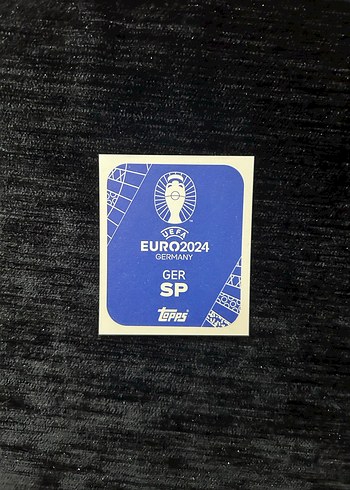 UEFA
EURO2024
GERMANY
GER
SP
topps